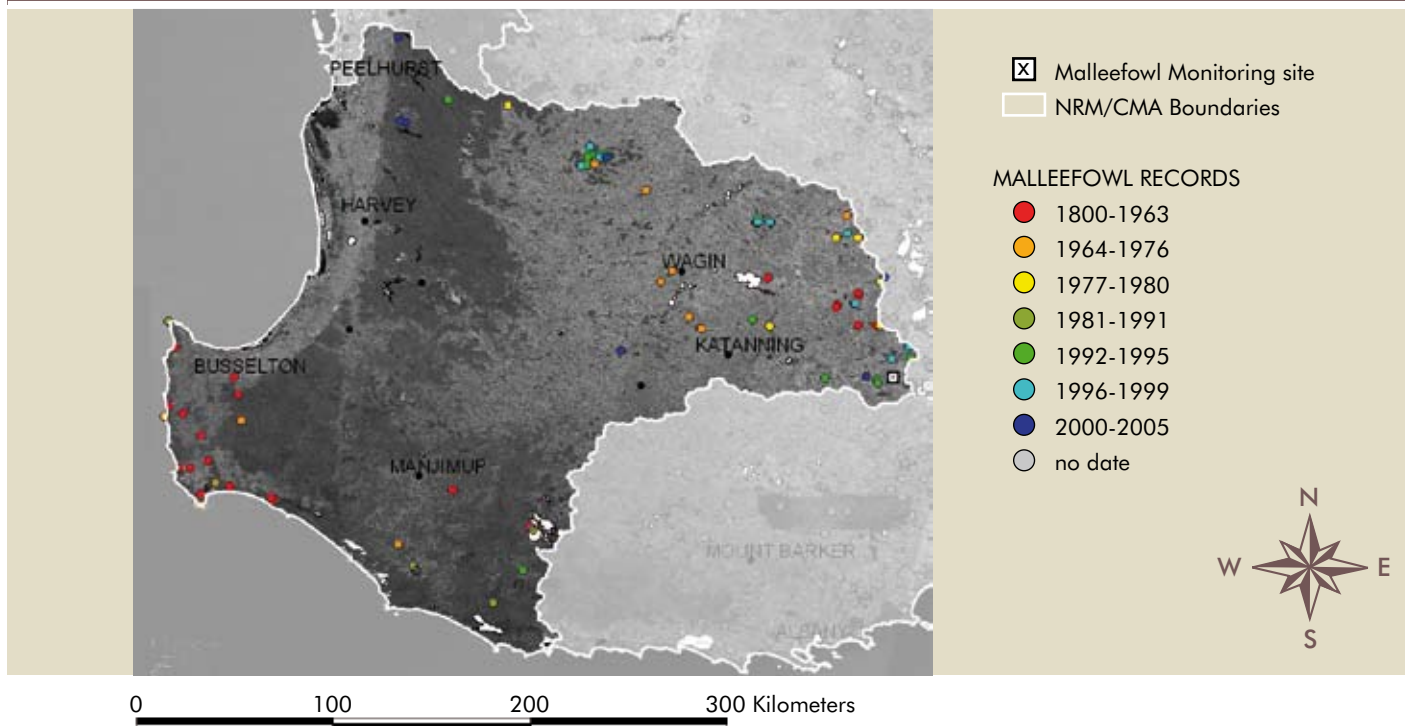 PEELHURST
HARVEY
WAGIN
KATANNING
BUSSELTON
MANJIMUP
MOUNT BARKER
ALBANY
Malleefowl Monitoring site
NRM/CMA Boundaries
MALLEEFOWL RECORDS
1800-1963
1964-1976
1977-1980
1981-1991
1992-1995
1996-1999
2000-2005
no date
N
W E
S
0 100 200 300 Kilometers